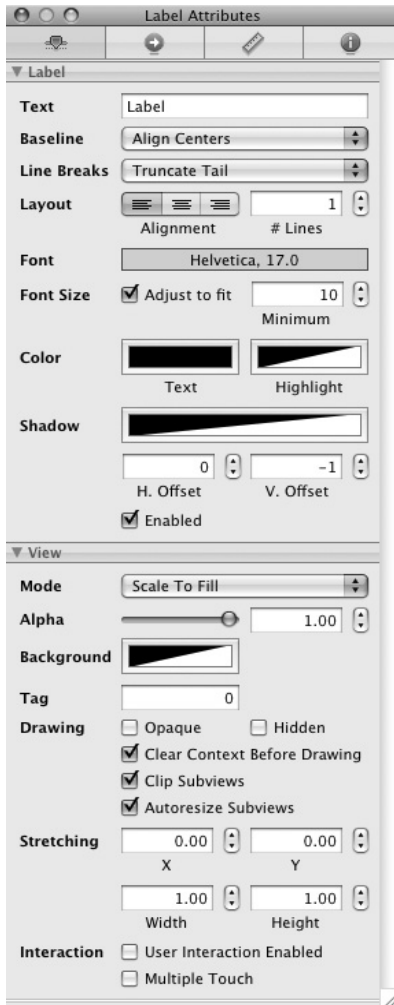 Label Attributes
Label
Text Label
Baseline Align Centers
Line Breaks Truncate Tail
Layout 1
Alignment # Lines
Font Helvetica, 17.0
Font Size Adjust to fit 10
Minimum
Color
Text Highlight
Shadow
0 -1
H. Offset V. Offset
Enabled
View
Mode Scale To Fill
Alpha 1.00
Background
Tag 0
Drawing Opaque Hidden
Clear Context Before Drawing
Clip Subviews
Autoresize Subviews
Stretching 0.00 0.00
X Y
1.00 1.00
Width Height
Interaction User Interaction Enabled
Multiple Touch